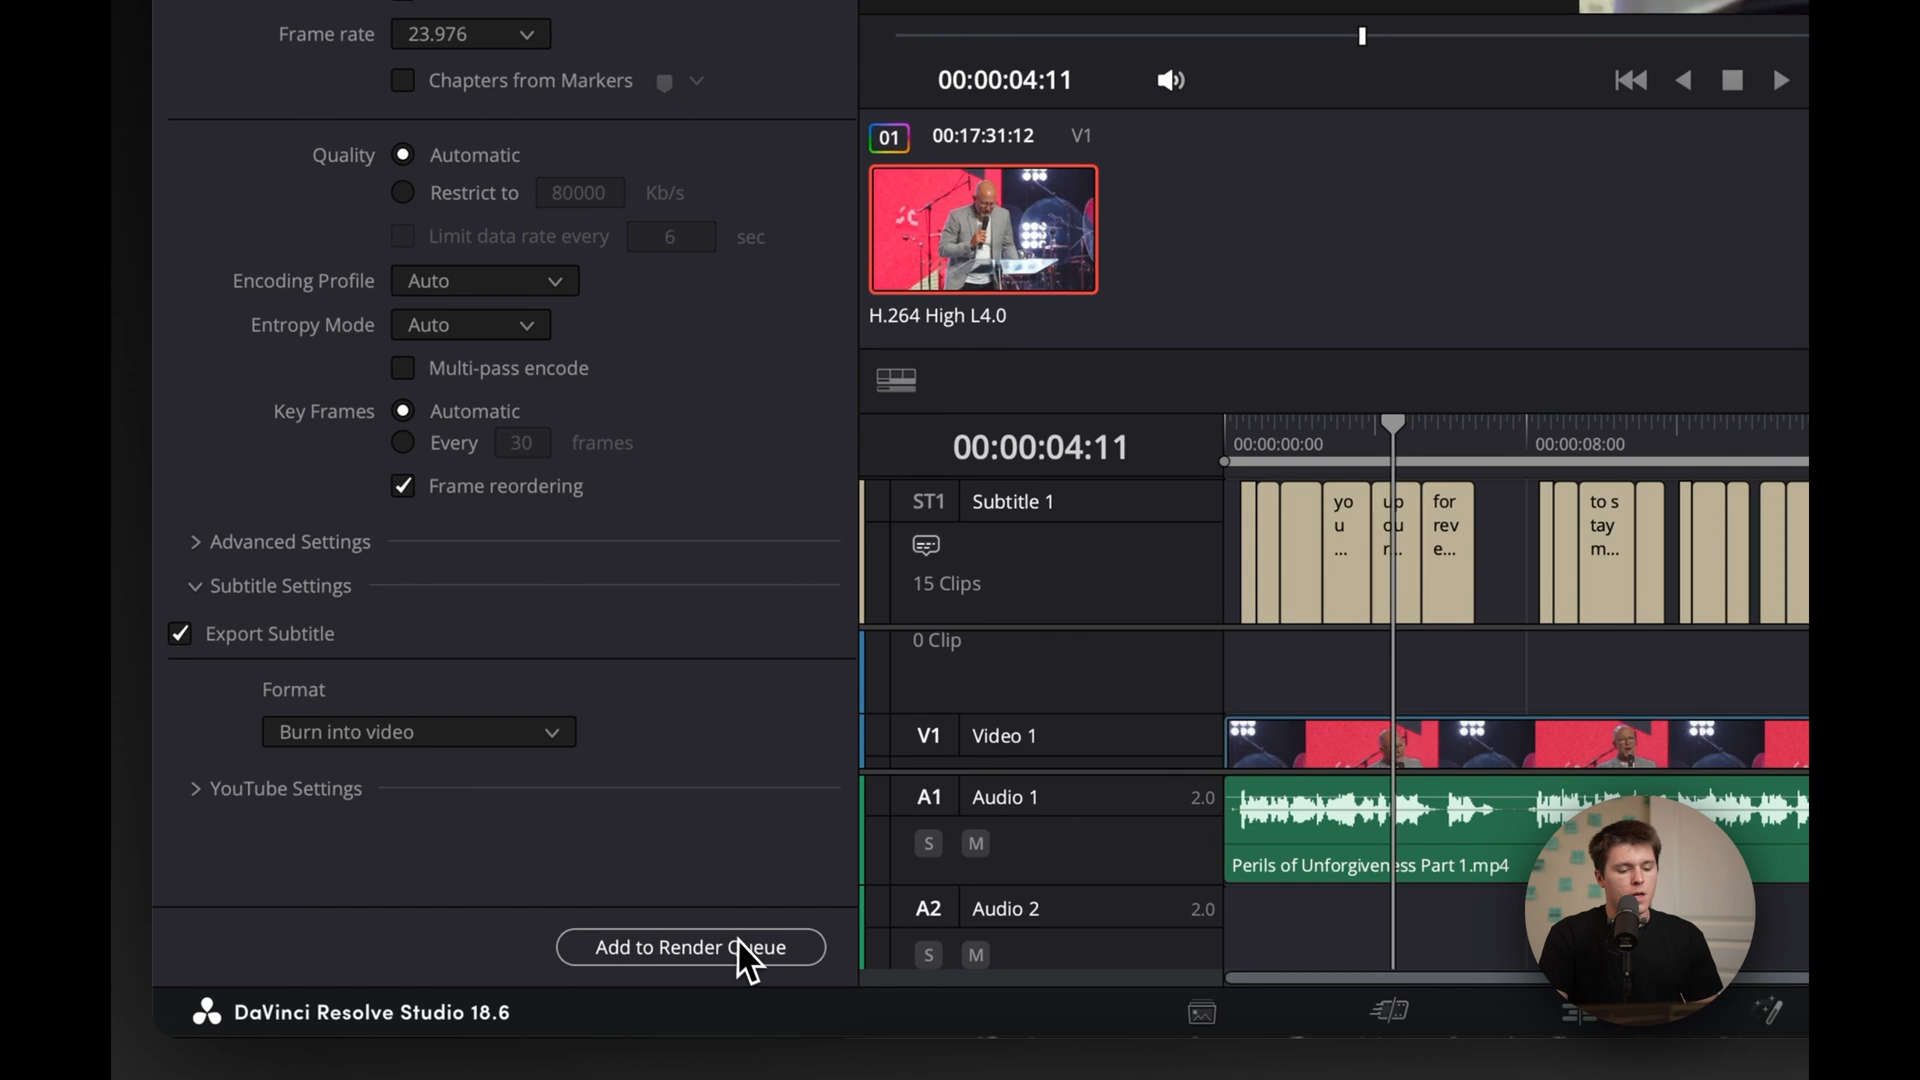 Frame rate
23.976
Chapters from Markers
Quality
Automatic
Restrict to
80000
Kb/s
Limit data rate every
6
sec
Encoding Profile
Auto
Entropy Mode
Auto
Multi-pass encode
Key Frames
Automatic
Every
30
frames
Frame reordering
Advanced Settings
Subtitle Settings
Export Subtitle
Format
Burn into video
YouTube Settings
Add to Render Queue
DaVinci Resolve Studio 18.6
00:00:04:11
01
00:17:31:12
V1
H.264 High L4.0
00:00:04:11
00:00:00:00
00:00:08:00
ST1
Subtitle 1
15 Clips
yo
u
...
up
ou
r...
for
rev
e...
to s
tay
m...
0 Clip
V1
Video 1
A1
Audio 1
2.0
S
M
Perils of Unforgiveness Part 1.mp4
A2
Audio 2
2.0
S
M